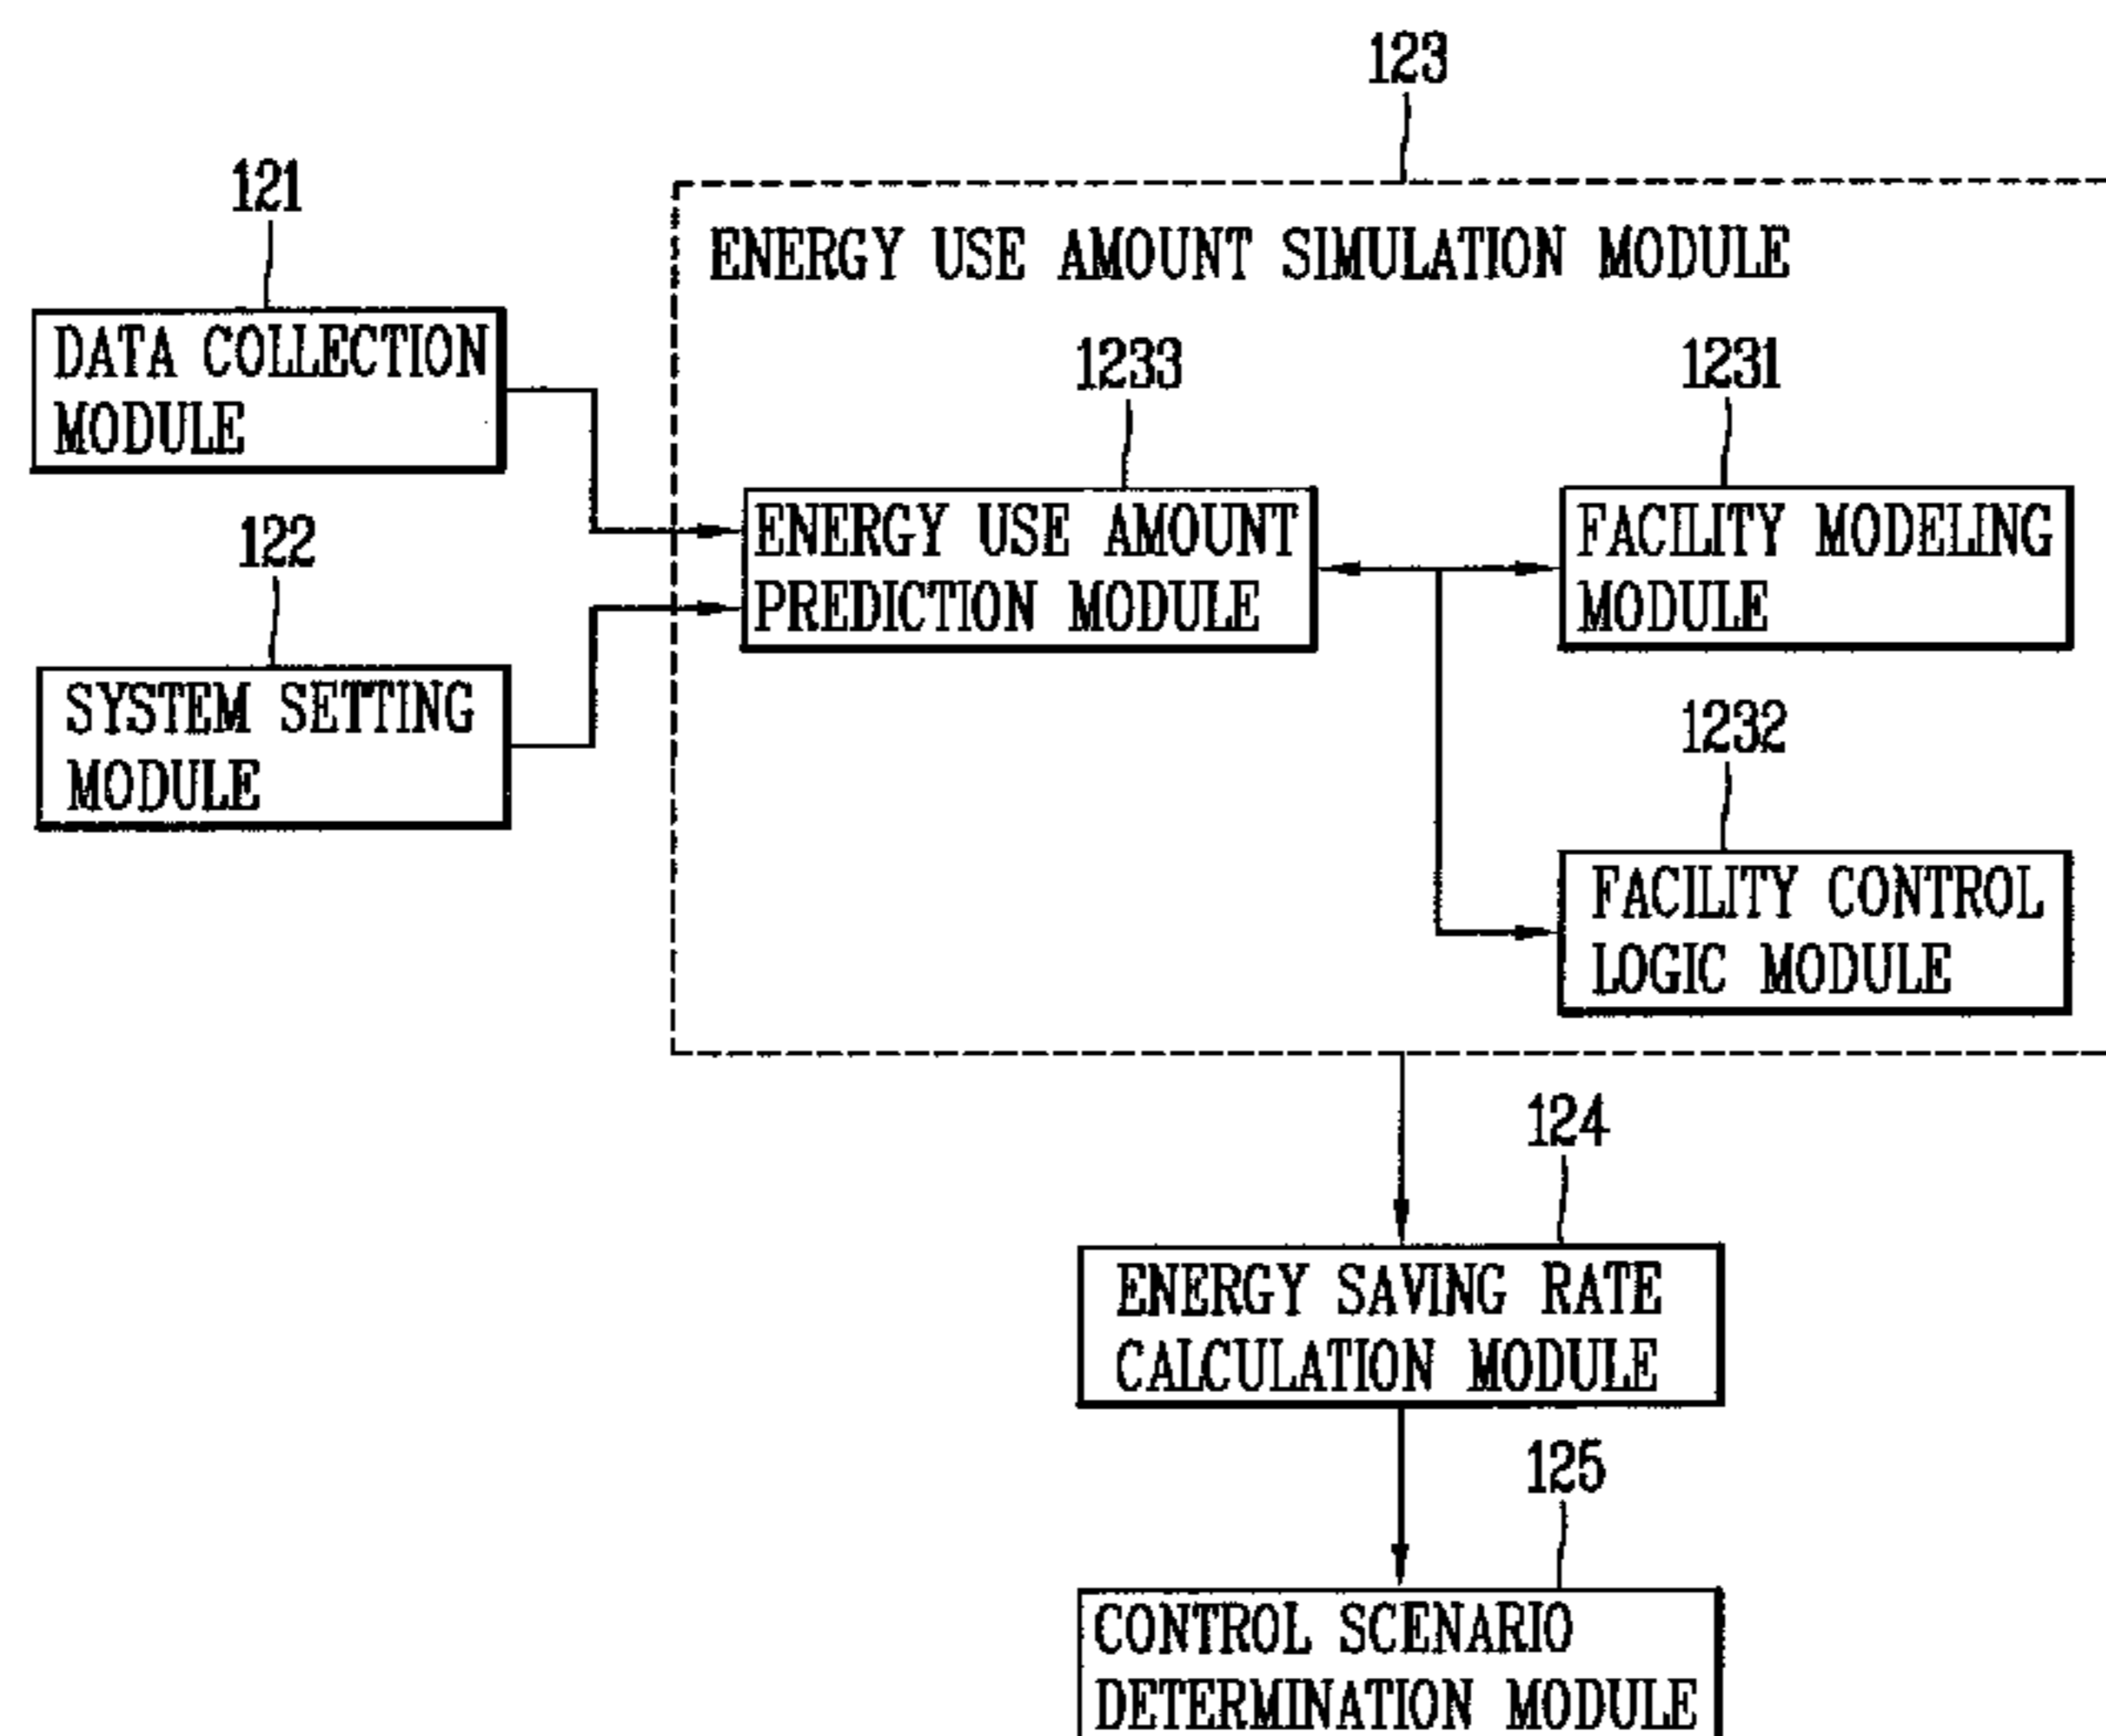 123
121
ENERGY USE AMOUNT SIMULATION MODULE
DATA COLLECTION
MODULE
1233
1231
122
ENERGY USE AMOUNT
PREDICTION MODULE
FACILITY MODELING
MODULE
SYSTEM SETTING
MODULE
1232
FACILITY CONTROL
LOGIC MODULE
124
ENERGY SAVING RATE
CALCULATION MODULE
125
CONTROL SCENARIO
DETERMINATION MODULE